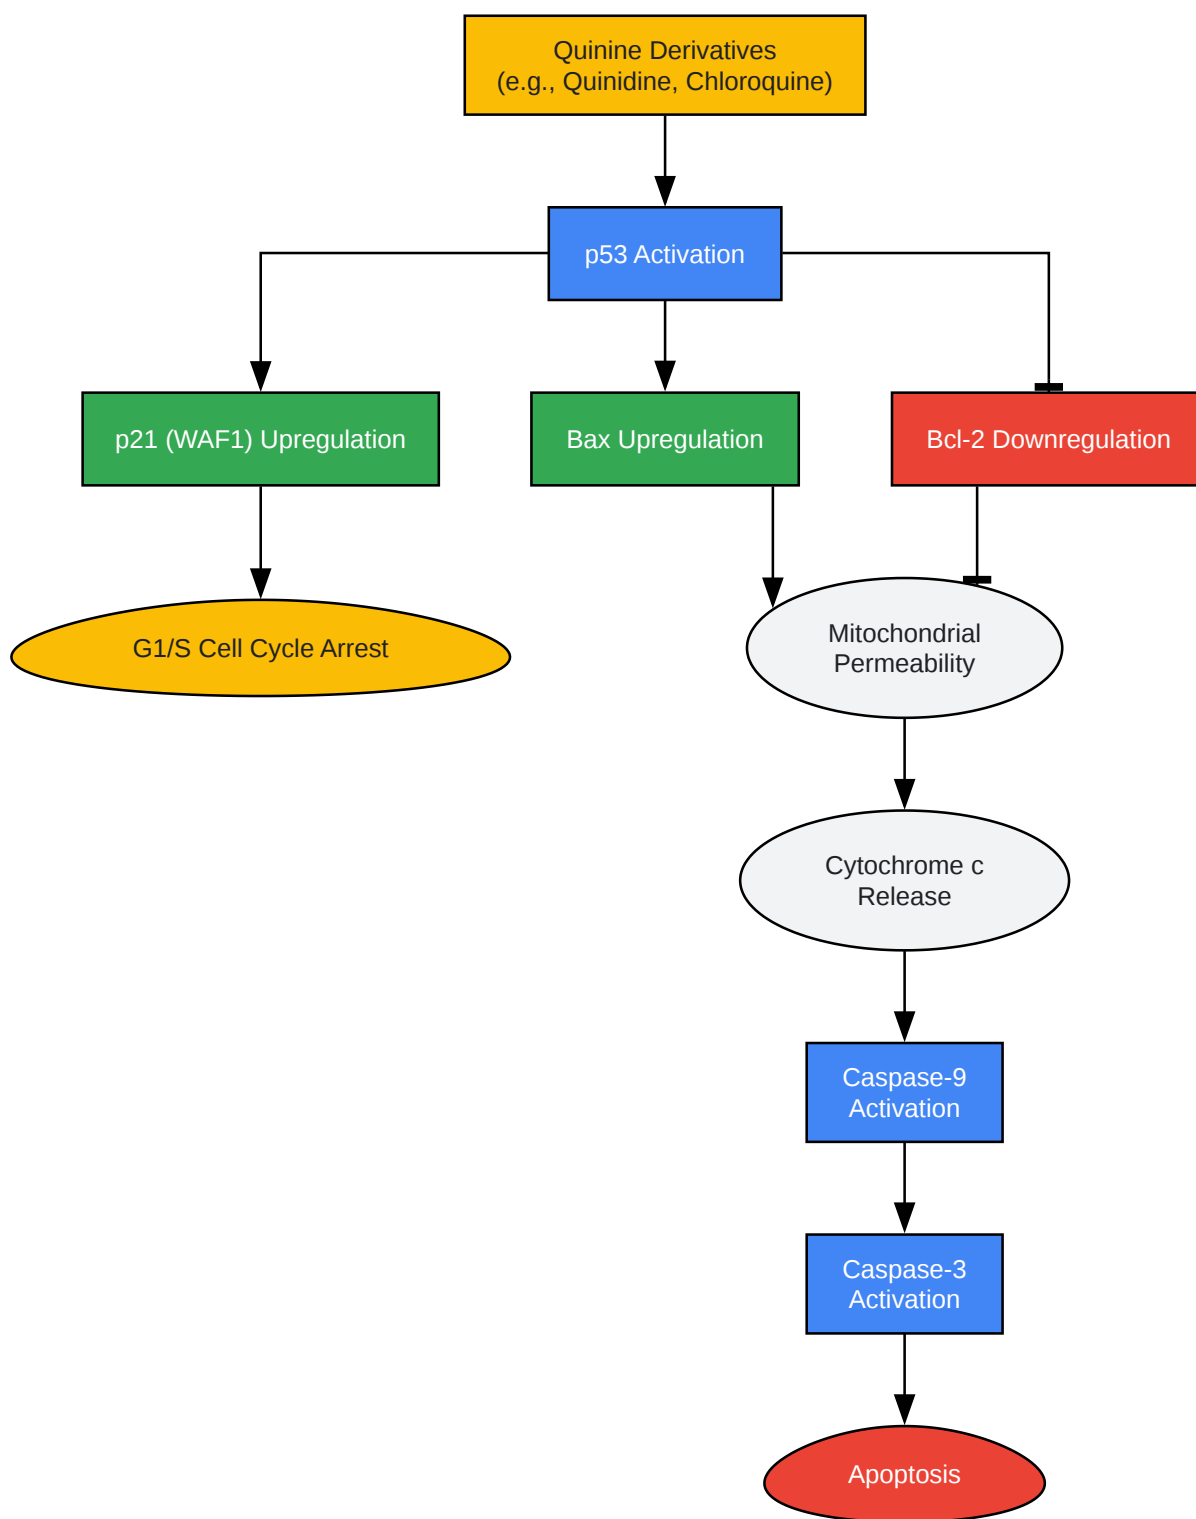 Quinine Derivatives
(e.g., Quinidine, Chloroquine)
p53 Activation
p21 (WAF1) Upregulation
Bax Upregulation
Bcl-2 Downregulation
G1/S Cell Cycle Arrest
Mitochondrial
Permeability
Cytochrome c
Release
Caspase-9
Activation
Caspase-3
Activation
Apoptosis